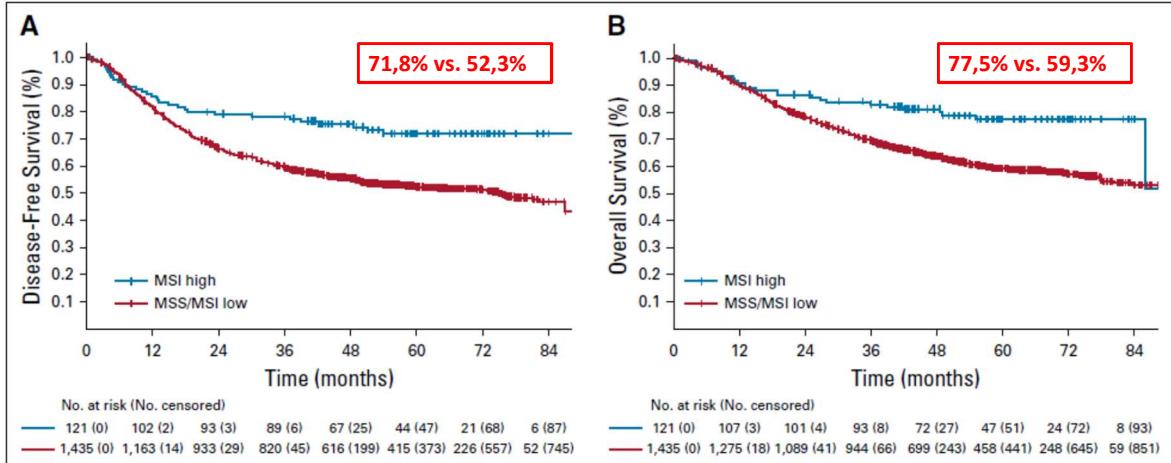 A
71,8% vs. 52,3%
Disease-Free Survival (%)
1.0
0.9
0.8
0.7
0.6
0.5
0.4
0.3
0.2
0.1
MSI high
MSS/MSI low
0 12 24 36 48 60 72 84
Time (months)
No. at risk (No. censored)
121 (0) 102 (2) 93 (3) 89 (6) 67 (25) 44 (47) 21 (68) 6 (87)
1,435 (0) 1,163 (14) 933 (29) 820 (45) 616 (199) 415 (373) 226 (557) 52 (745)
B
77,5% vs. 59,3%
Overall Survival (%)
1.0
0.9
0.8
0.7
0.6
0.5
0.4
0.3
0.2
0.1
MSI high
MSS/MSI low
0 12 24 36 48 60 72 84
Time (months)
No. at risk (No. censored)
121 (0) 107 (3) 101 (4) 93 (8) 72 (27) 47 (51) 24 (72) 8 (93)
1,435 (0) 1,275 (18) 1,089 (41) 944 (66) 699 (243) 458 (441) 248 (645) 59 (851)